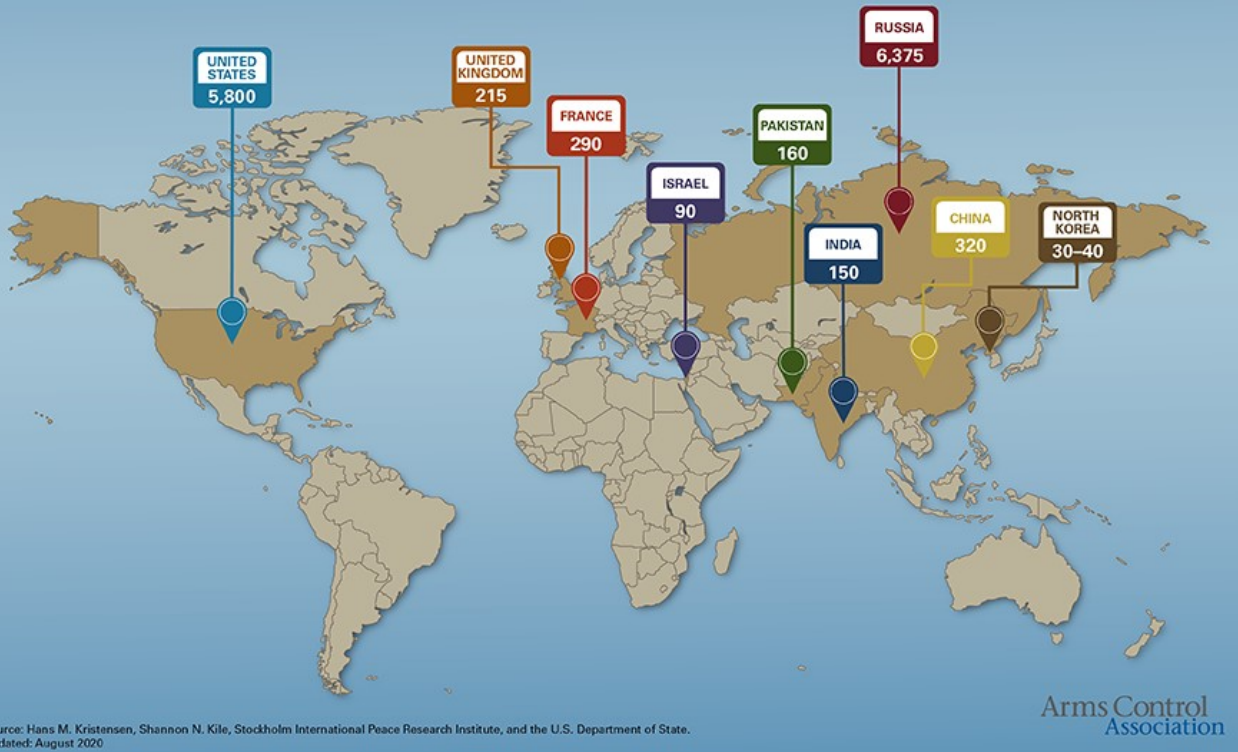 RUSSIA
6,375
UNITED
STATES
5,800
UNITED
KINGDOM
215
FRANCE
290
PAKISTAN
160
ISRAEL
90
INDIA
150
CHINA
320
NORTH
KOREA
30–40
urce: Hans M. Kristensen, Shannon N. Kile, Stockholm International Peace Research Institute, and the U.S. Department of State.
dated: August 2020
Arms Control
Association